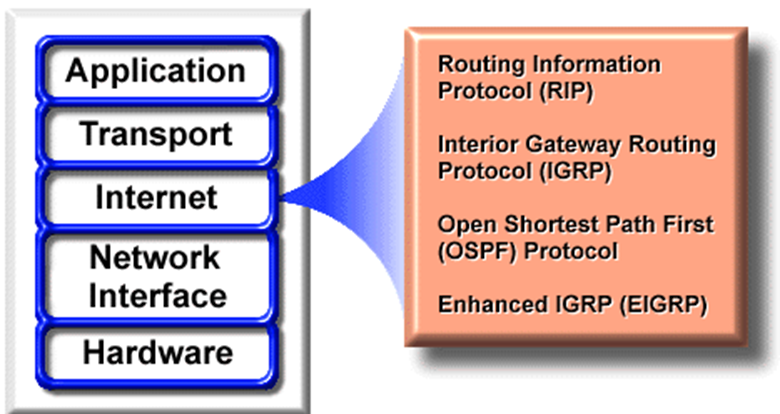 Application
Transport
Internet
Network
Interface
Hardware
Routing Information
Protocol (RIP)
Interior Gateway Routing
Protocol (IGRP)
Open Shortest Path First
(OSPF) Protocol
Enhanced IGRP (EIGRP)